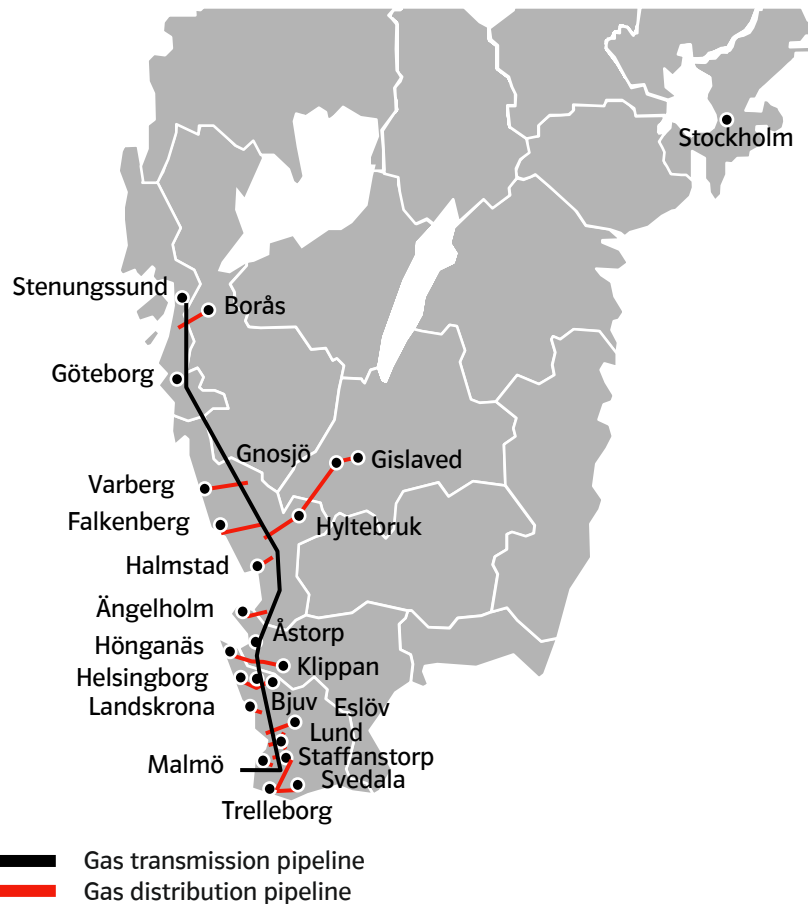 Stockholm
Stenungssund
Borås
Göteborg
Gnosjö
Gislaved
Varberg
Falkenberg
Hyltebruk
Halmstad
Ängelholm
Åstorp
Hönganäs
Klippan
Helsingborg
Bjuv
Eslöv
Landskrona
Lund
Staffanstorp
Malmö
Svedala
Trelleborg
Gas transmission pipeline
Gas distribution pipeline